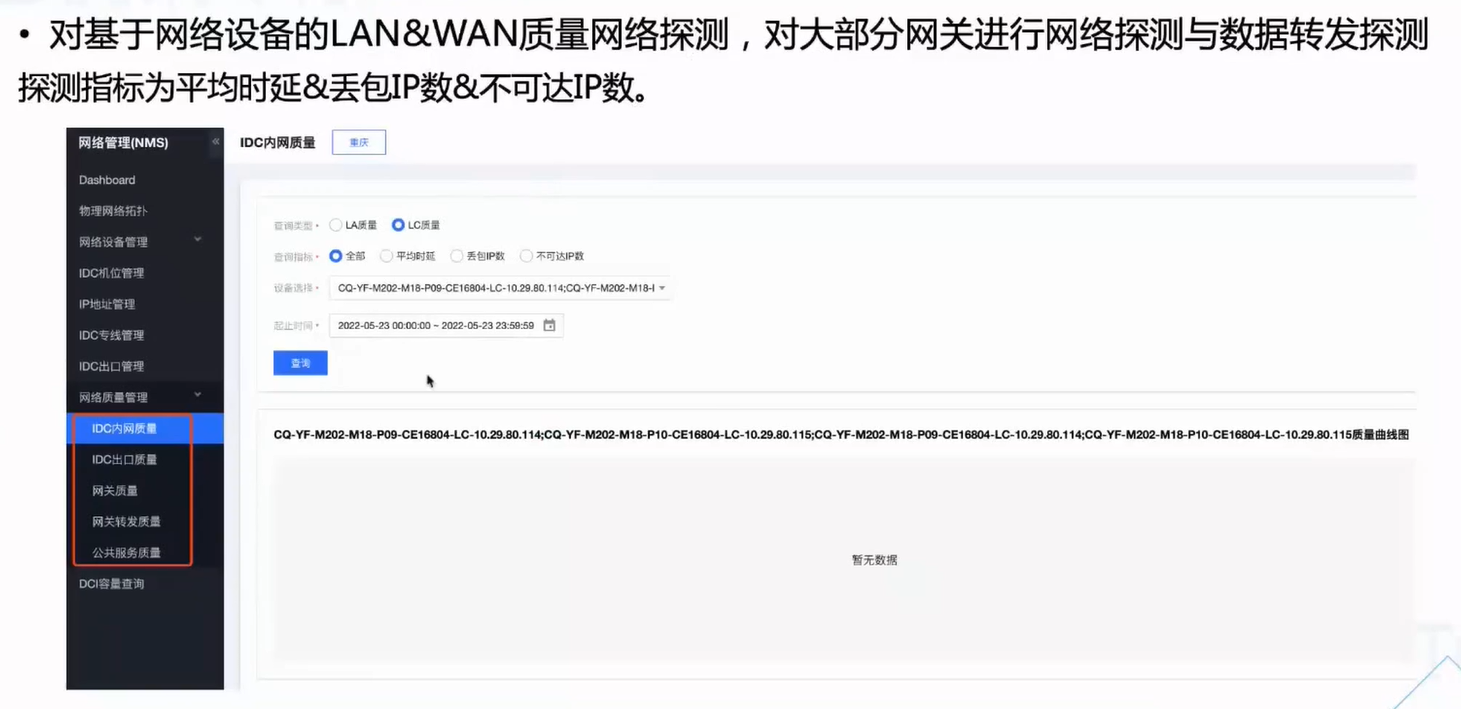 • 对基于网络设备的LAN&WAN质量网络探测，对大部分网关进行网络探测与数据转发探测
探测指标为平均时延&丢包IP数&不可达IP数。
网络管理(NMS) «
Dashboard
物理网络拓扑
网络设备管理
IDC机位管理
IP地址管理
IDC专线管理
IDC出口管理
网络质量管理
IDC内网质量
IDC出口质量
网关质量
网关转发质量
公共服务质量
DCI容量查询
IDC内网质量 重庆
查询类型* LA质量 LC质量
查询指标* 全部 平均时延 丢包IP数 不可达IP数
设备选择* CQ-YF-M202-M18-P09-CE16804-LC-10.29.80.114;CQ-YF-M202-M18-I
起止时间* 2022-05-23 00:00:00 ~ 2022-05-23 23:59:59
查询
CQ-YF-M202-M18-P09-CE16804-LC-10.29.80.114;CQ-YF-M202-M18-P10-CE16804-LC-10.29.80.115;CQ-YF-M202-M18-P09-CE16804-LC-10.29.80.114;CQ-YF-M202-M18-P10-CE16804-LC-10.29.80.115质量曲线图
暂无数据